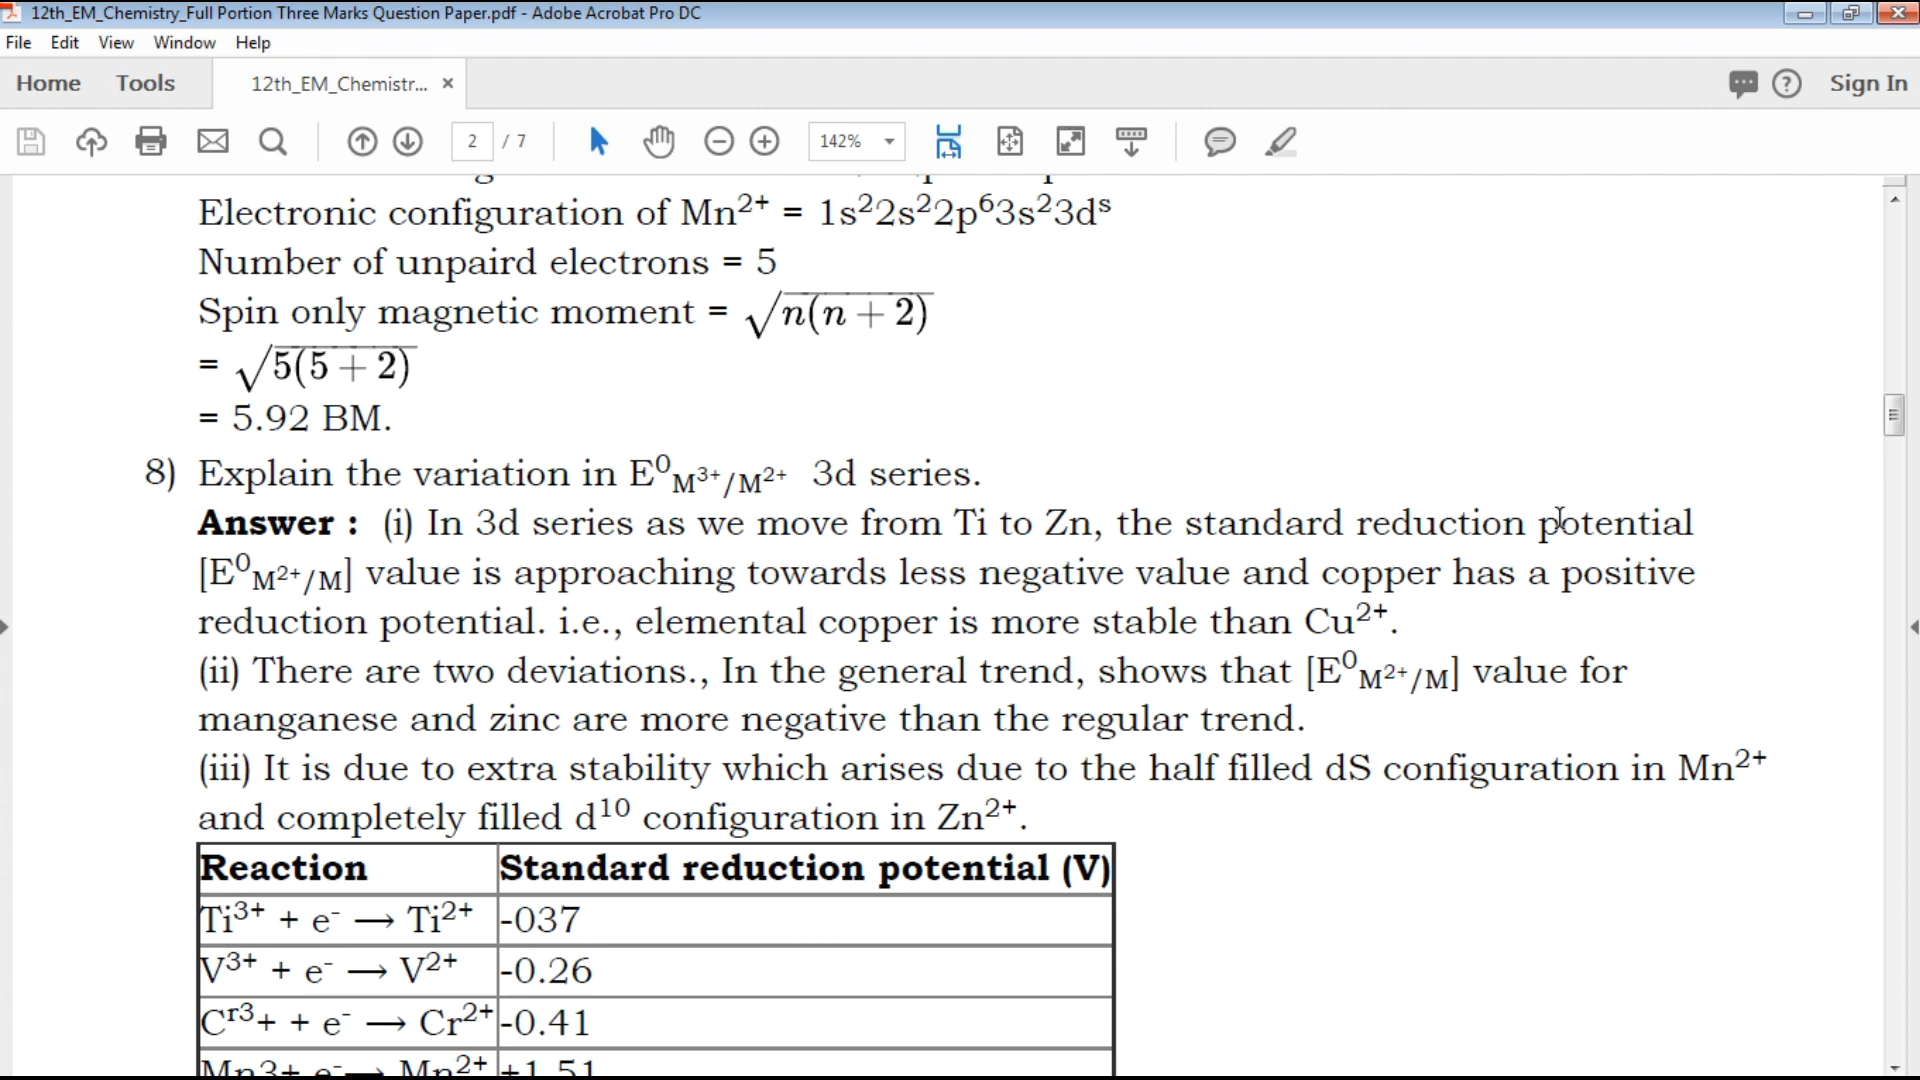 12th_EM_Chemistry_Full Portion Three Marks Question Paper.pdf - Adobe Acrobat Pro DC
File Edit View Window Help
Home Tools 12th_EM_Chemistr... × Sign In
2 / 7 142%
Electronic configuration of Mn²⁺ = 1s²2s²2p⁶3s²3dˢ
Number of unpaird electrons = 5
Spin only magnetic moment = √n(n + 2)
= √5(5 + 2)
= 5.92 BM.
8) Explain the variation in E⁰M³⁺/M²⁺ 3d series.
Answer : (i) In 3d series as we move from Ti to Zn, the standard reduction potential
[E⁰M²⁺/M] value is approaching towards less negative value and copper has a positive
reduction potential. i.e., elemental copper is more stable than Cu²⁺.
(ii) There are two deviations., In the general trend, shows that [E⁰M²⁺/M] value for
manganese and zinc are more negative than the regular trend.
(iii) It is due to extra stability which arises due to the half filled dS configuration in Mn²⁺
and completely filled d¹⁰ configuration in Zn²⁺.
Reaction Standard reduction potential (V)
Ti³⁺ + e⁻ ⟶ Ti²⁺ -037
V³⁺ + e⁻ ⟶ V²⁺ -0.26
Cʳ³+ + e⁻ ⟶ Cr²⁺ -0.41
Mn3+ e⁻⟶ Mn²⁺ +1.51